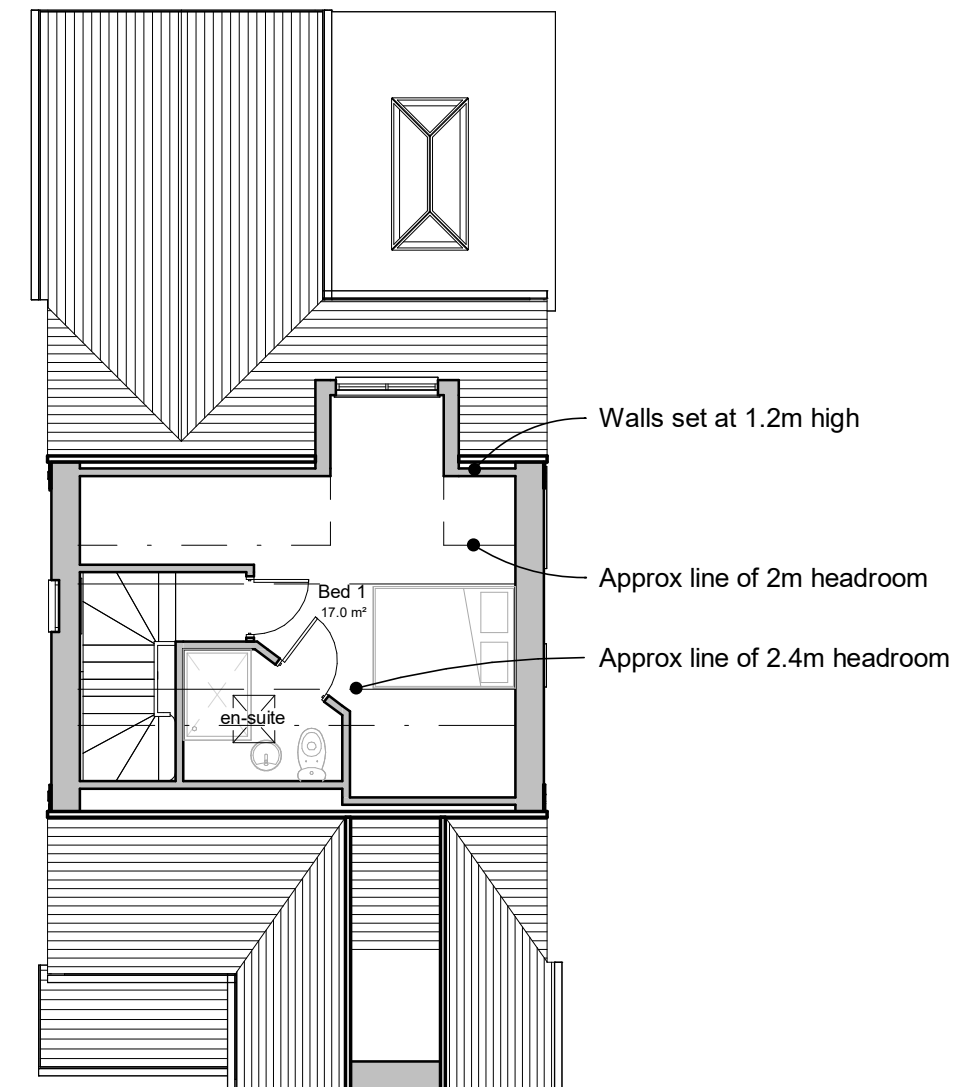 Walls set at 1.2m high
Approx line of 2m headroom
Bed 1
17.0 m²
Approx line of 2.4m headroom
en-suite